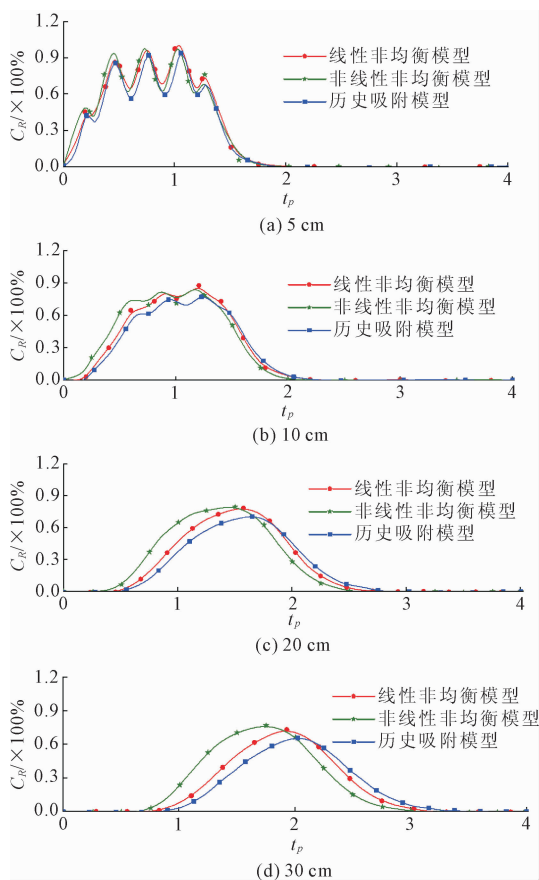 1.2
0.9
0.6
0.3
0.0
C_R/×100%
线性非均衡模型
非线性非均衡模型
历史吸附模型
0 1 2 3 4
t_p
(a) 5 cm
1.2
0.9
0.6
0.3
0.0
C_R/×100%
线性非均衡模型
非线性非均衡模型
历史吸附模型
0 1 2 3 4
t_p
(b) 10 cm
1.2
0.9
0.6
0.3
0.0
C_R/×100%
线性非均衡模型
非线性非均衡模型
历史吸附模型
0 1 2 3 4
t_p
(c) 20 cm
1.2
0.9
0.6
0.3
0.0
C_R/×100%
线性非均衡模型
非线性非均衡模型
历史吸附模型
0 1 2 3 4
t_p
(d) 30 cm